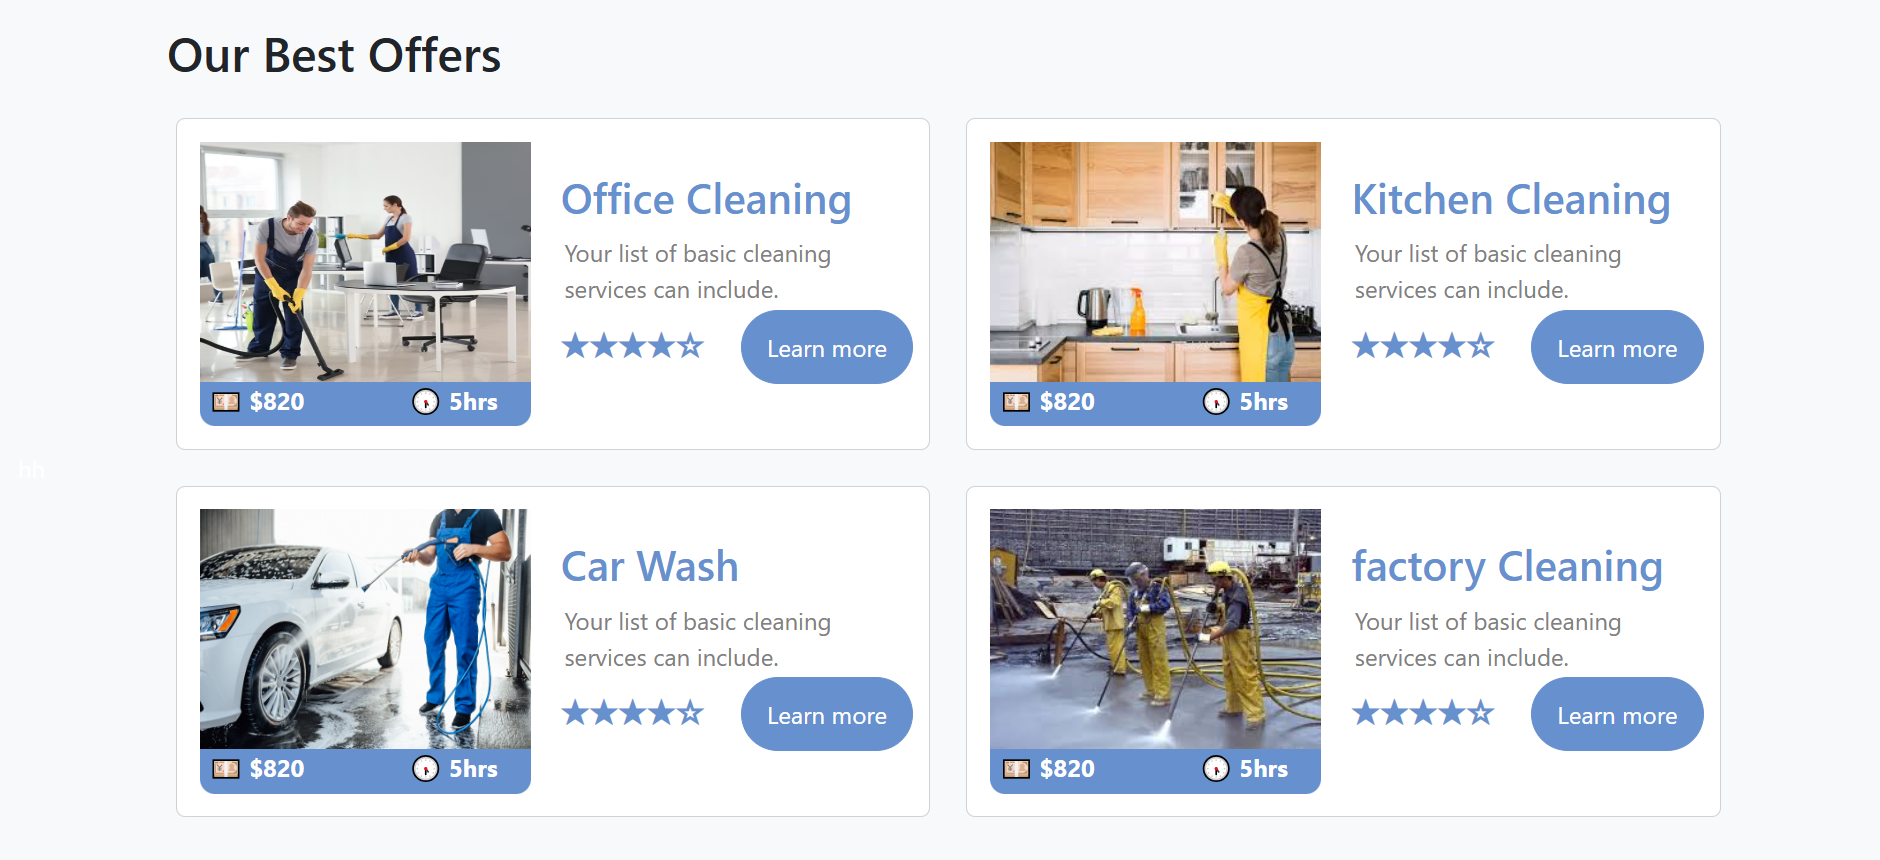 Our Best Offers
Office Cleaning
Your list of basic cleaning
services can include.
★★★★☆
Learn more
$820
5hrs
Kitchen Cleaning
Your list of basic cleaning
services can include.
★★★★☆
Learn more
$820
5hrs
hh
Car Wash
Your list of basic cleaning
services can include.
★★★★☆
Learn more
$820
5hrs
factory Cleaning
Your list of basic cleaning
services can include.
★★★★☆
Learn more
$820
5hrs